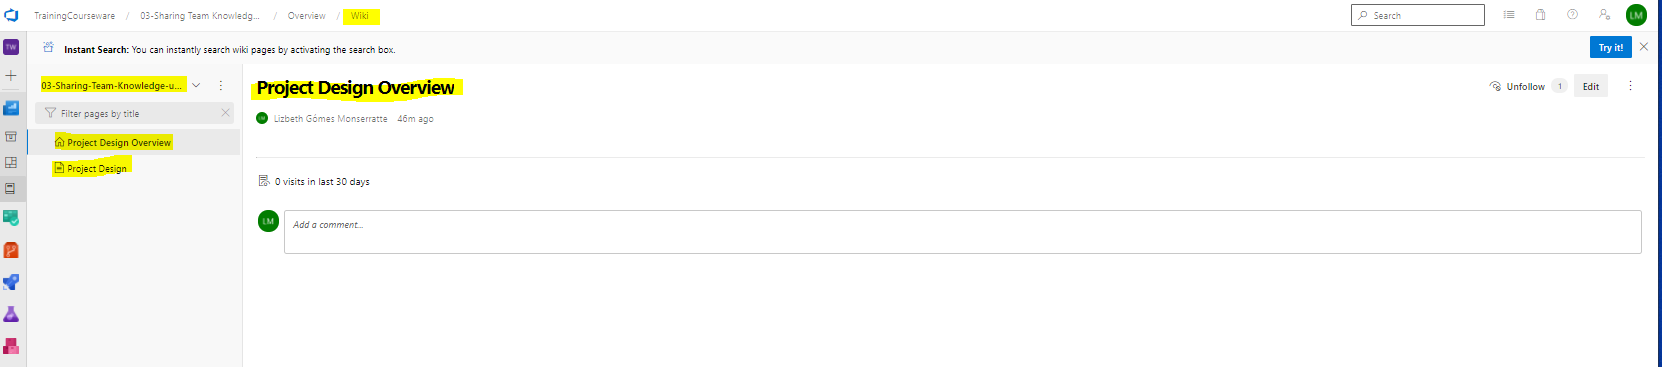 TrainingCourseware / 03-Sharing Team Knowledg... / Overview / Wiki
Search
LM
TW
Instant Search: You can instantly search wiki pages by activating the search box.
Try it!
03-Sharing-Team-Knowledge-u...
Filter pages by title
Project Design Overview
Project Design
Project Design Overview
Unfollow 1
Edit
LM Lizbeth Gómes Monserratte 46m ago
0 visits in last 30 days
LM
Add a comment...